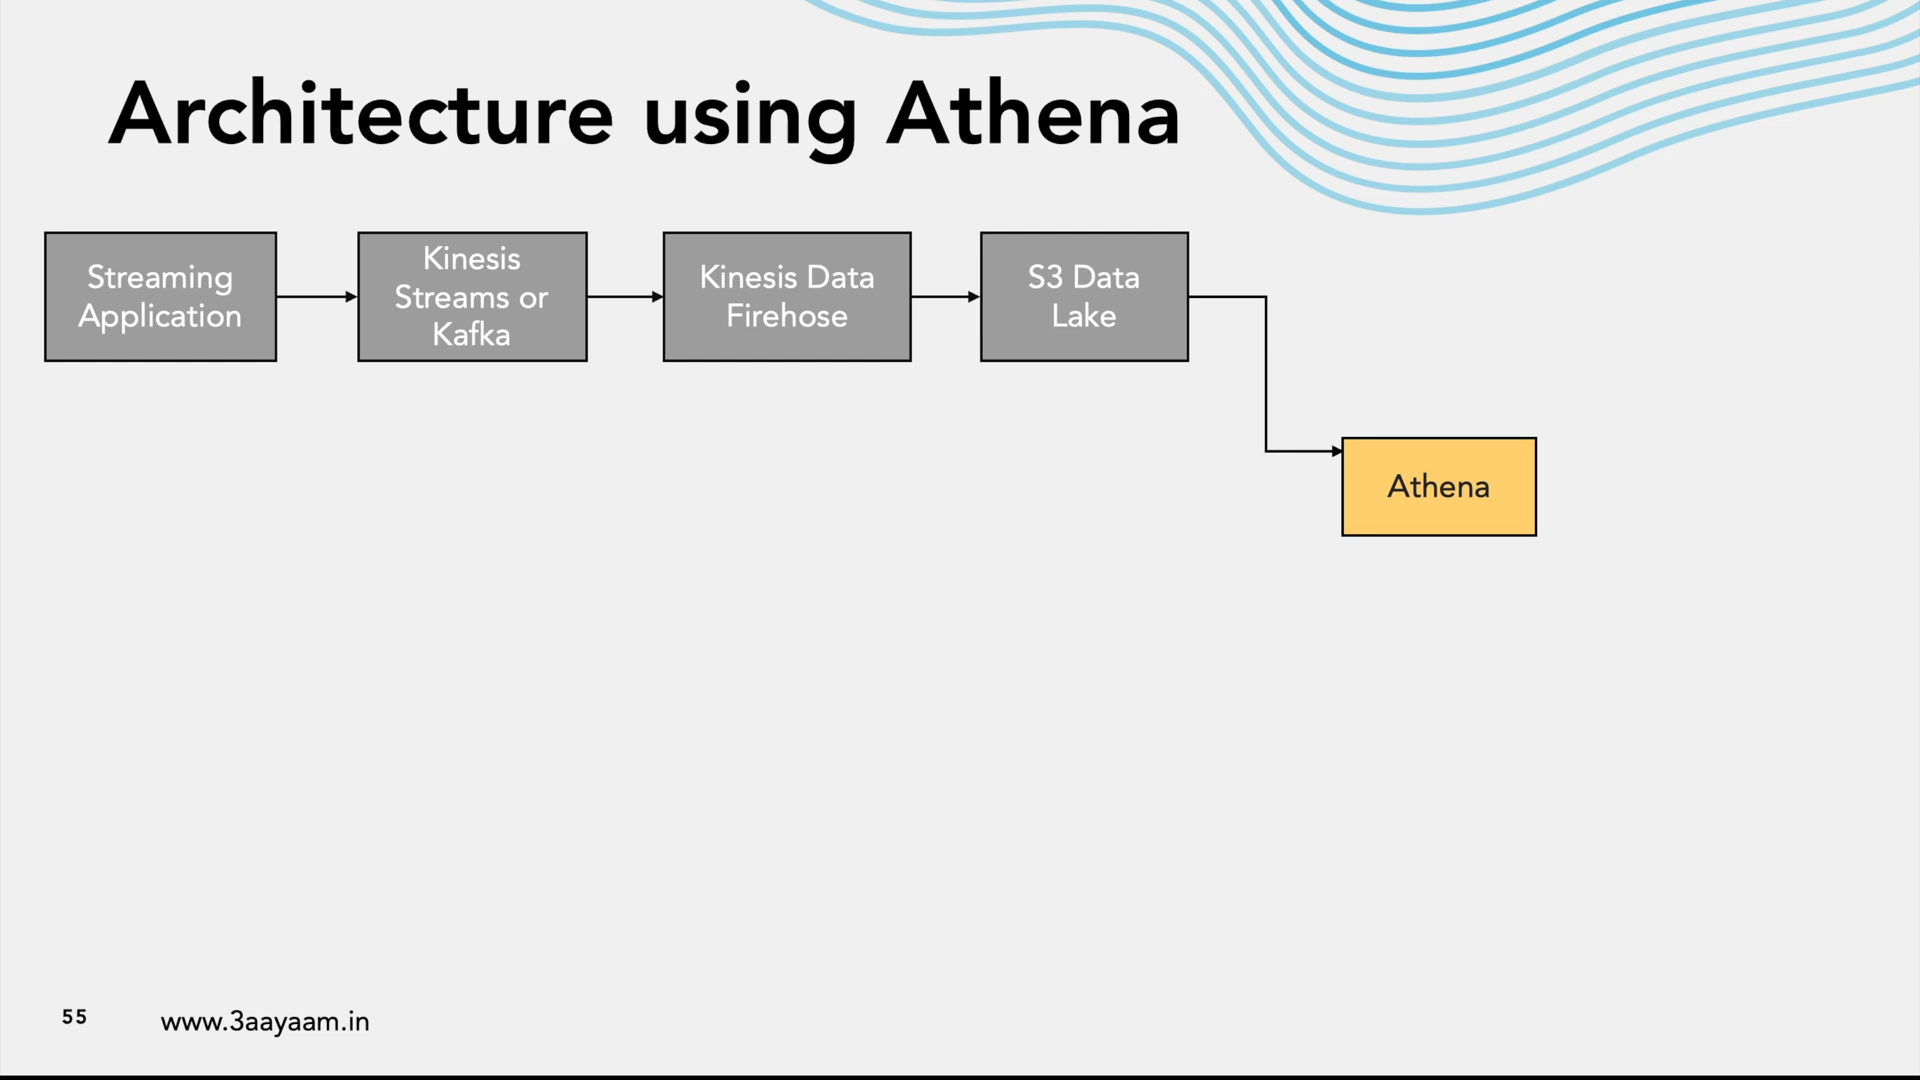 Architecture using Athena
Streaming
Application
Kinesis
Streams or
Kafka
Kinesis Data
Firehose
S3 Data
Lake
Athena
55
www.3aayaam.in